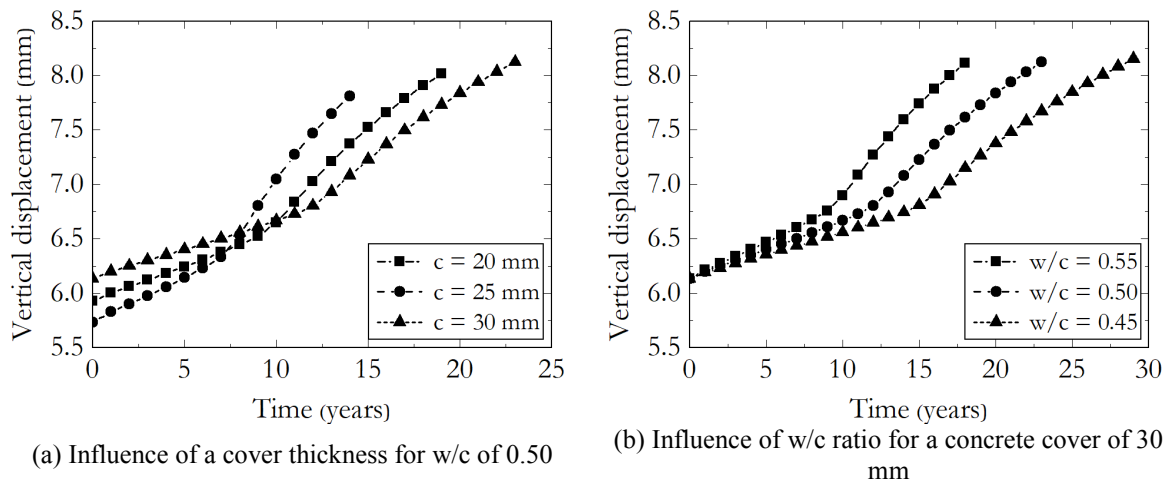 8.5
8.0
7.5
7.0
6.5
6.0
5.5
Vertical displacement (mm)
c = 20 mm
c = 25 mm
c = 30 mm
0 5 10 15 20 25
Time (years)
(a) Influence of a cover thickness for w/c of 0.50
8.5
8.0
7.5
7.0
6.5
6.0
5.5
Vertical displacement (mm)
w/c = 0.55
w/c = 0.50
w/c = 0.45
0 5 10 15 20 25 30
Time (years)
(b) Influence of w/c ratio for a concrete cover of 30
mm